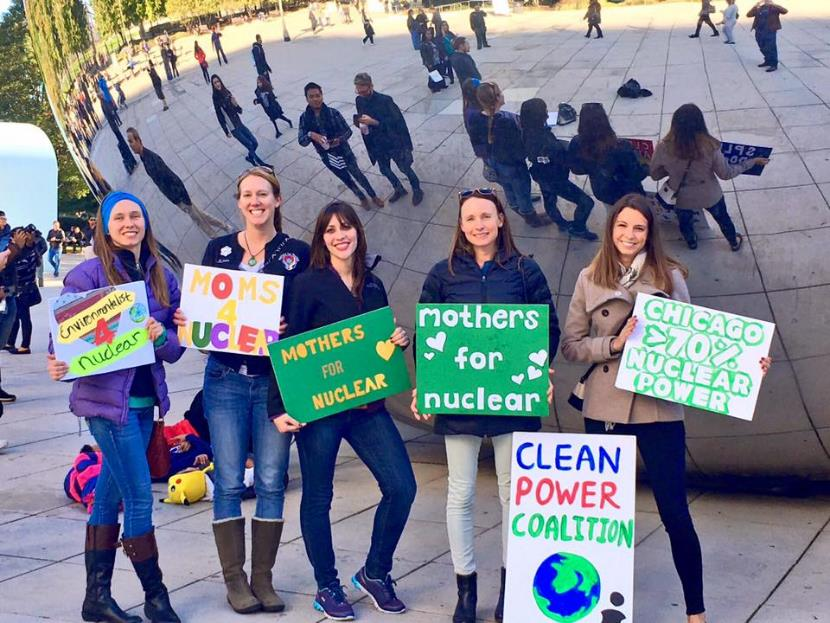 Environmentalist
4
nuclear
MOMS
4
NUCLEAR
MOTHERS
FOR
NUCLEAR
mothers
for
nuclear
CHICAGO
>70%
NUCLEAR
POWER
CLEAN
POWER
COALITION